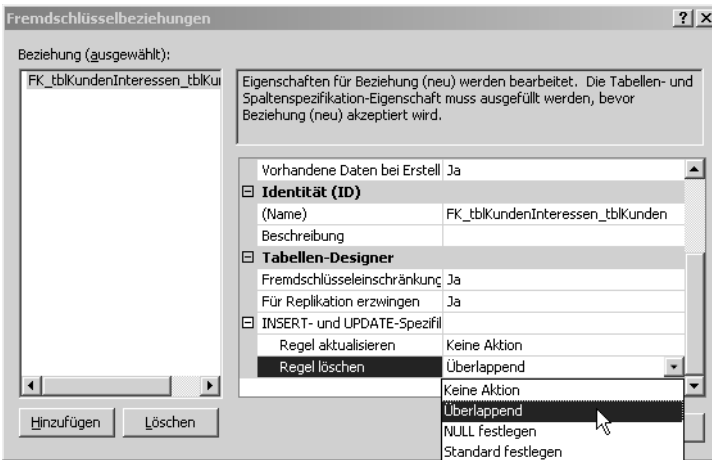 Fremdschlüsselbeziehungen
Beziehung (ausgewählt):
FK_tblKundenInteressen_tblKur
Eigenschaften für Beziehung (neu) werden bearbeitet. Die Tabellen- und
Spaltenspezifikation-Eigenschaft muss ausgefüllt werden, bevor
Beziehung (neu) akzeptiert wird.
Vorhandene Daten bei Erstell Ja
Identität (ID)
(Name) FK_tblKundenInteressen_tblKunden
Beschreibung
Tabellen-Designer
Fremdschlüsseleinschränkung Ja
Für Replikation erzwingen Ja
INSERT- und UPDATE-Spezifil
Regel aktualisieren Keine Aktion
Regel löschen Überlappend
Keine Aktion
Überlappend
NULL festlegen
Standard festlegen
Hinzufügen Löschen